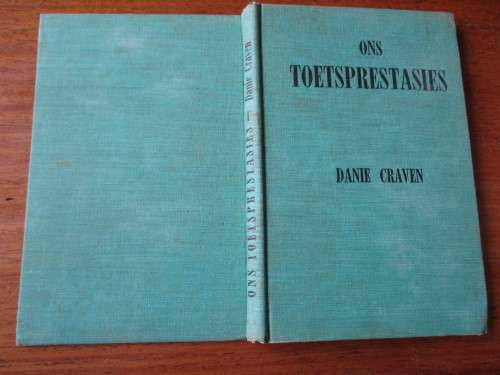 ONS
TOETSPRESTASIES
DANIE CRAVEN
ONS TOETSPRESTASIES — Danie Craven